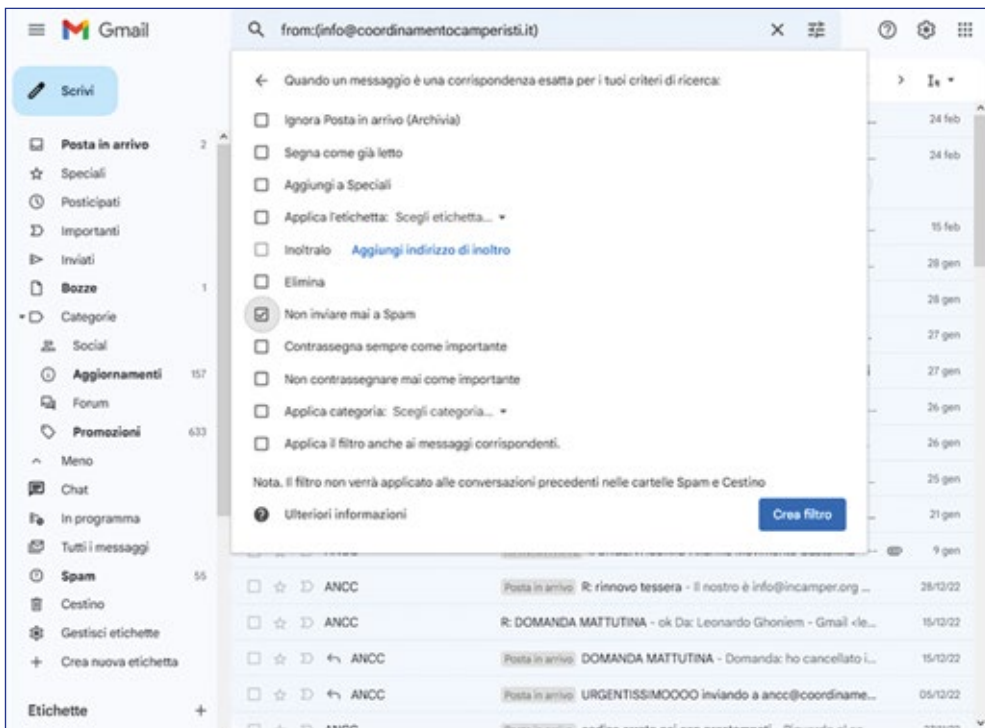 Gmail
from:(info@coordinamentocamperisti.it)
Scrivi
Posta in arrivo 2
Speciali
Posticipati
Importanti
Inviati
Bozze 1
Categorie
Social
Aggiornamenti 157
Forum
Promozioni 633
Meno
Chat
In programma
Tutti i messaggi
Spam 55
Cestino
Gestisci etichette
Crea nuova etichetta
Etichette
Quando un messaggio è una corrispondenza esatta per i tuoi criteri di ricerca:
Ignora Posta in arrivo (Archivia)
Segna come già letto
Aggiungi a Speciali
Applica l'etichetta: Scegli etichetta...
Inoltralo Aggiungi indirizzo di inoltro
Elimina
Non inviare mai a Spam
Contrassegna sempre come importante
Non contrassegnare mai come importante
Applica categoria: Scegli categoria...
Applica il filtro anche ai messaggi corrispondenti.
Nota. Il filtro non verrà applicato alle conversazioni precedenti nelle cartelle Spam e Cestino
Ulteriori informazioni
Crea filtro
24 feb
24 feb
15 feb
28 gen
28 gen
27 gen
27 gen
26 gen
26 gen
25 gen
21 gen
ANCC 9 gen
ANCC Posta in arrivo R: rinnovo tessera - Il nostro è info@incamper.org ... 28/12/22
ANCC R: DOMANDA MATTUTINA - ok Da: Leonardo Ghoniem - Gmail <le... 15/12/22
ANCC Posta in arrivo DOMANDA MATTUTINA - Domanda: ho cancellato i... 15/12/22
ANCC Posta in arrivo URGENTISSIMOOOO inviando a ancc@coordiname... 05/12/22